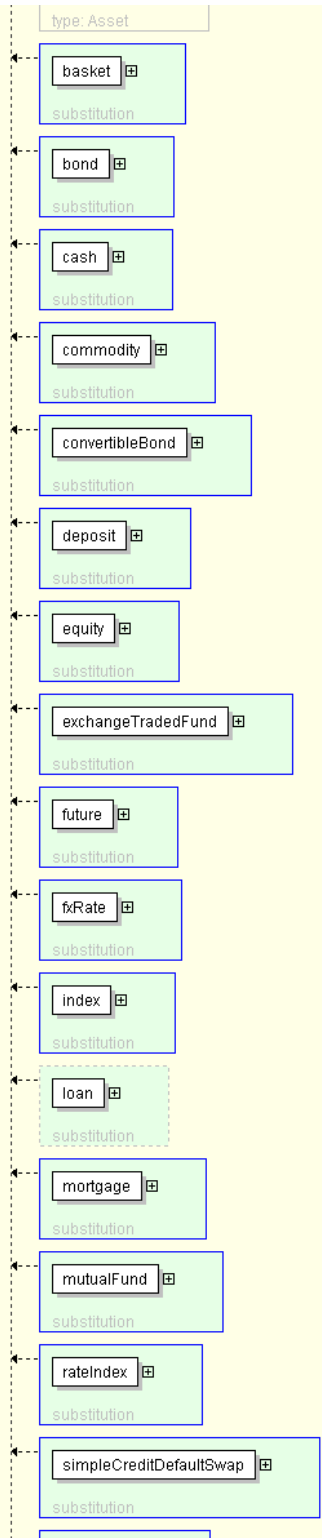 type: Asset
basket
substitution
bond
substitution
cash
substitution
commodity
substitution
convertibleBond
substitution
deposit
substitution
equity
substitution
exchangeTradedFund
substitution
future
substitution
fxRate
substitution
index
substitution
loan
substitution
mortgage
substitution
mutualFund
substitution
rateIndex
substitution
simpleCreditDefaultSwap
substitution